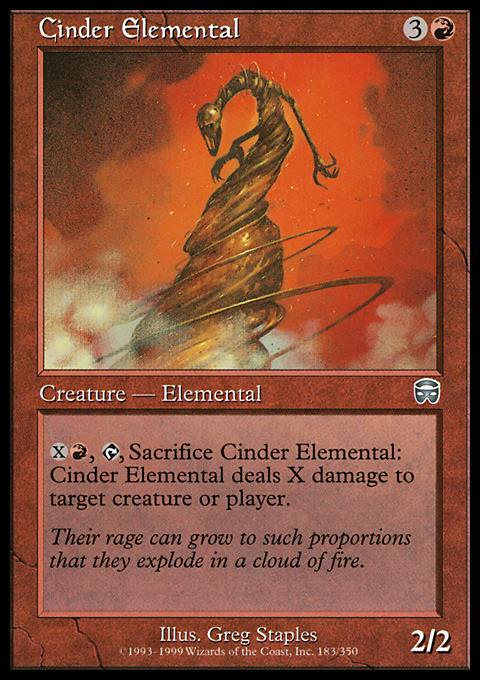 Cinder Elemental 3
Creature — Elemental
X, , Sacrifice Cinder Elemental:
Cinder Elemental deals X damage to
target creature or player.
Their rage can grow to such proportions
that they explode in a cloud of fire.
Illus. Greg Staples
©1993-1999 Wizards of the Coast, Inc. 183/350
2/2